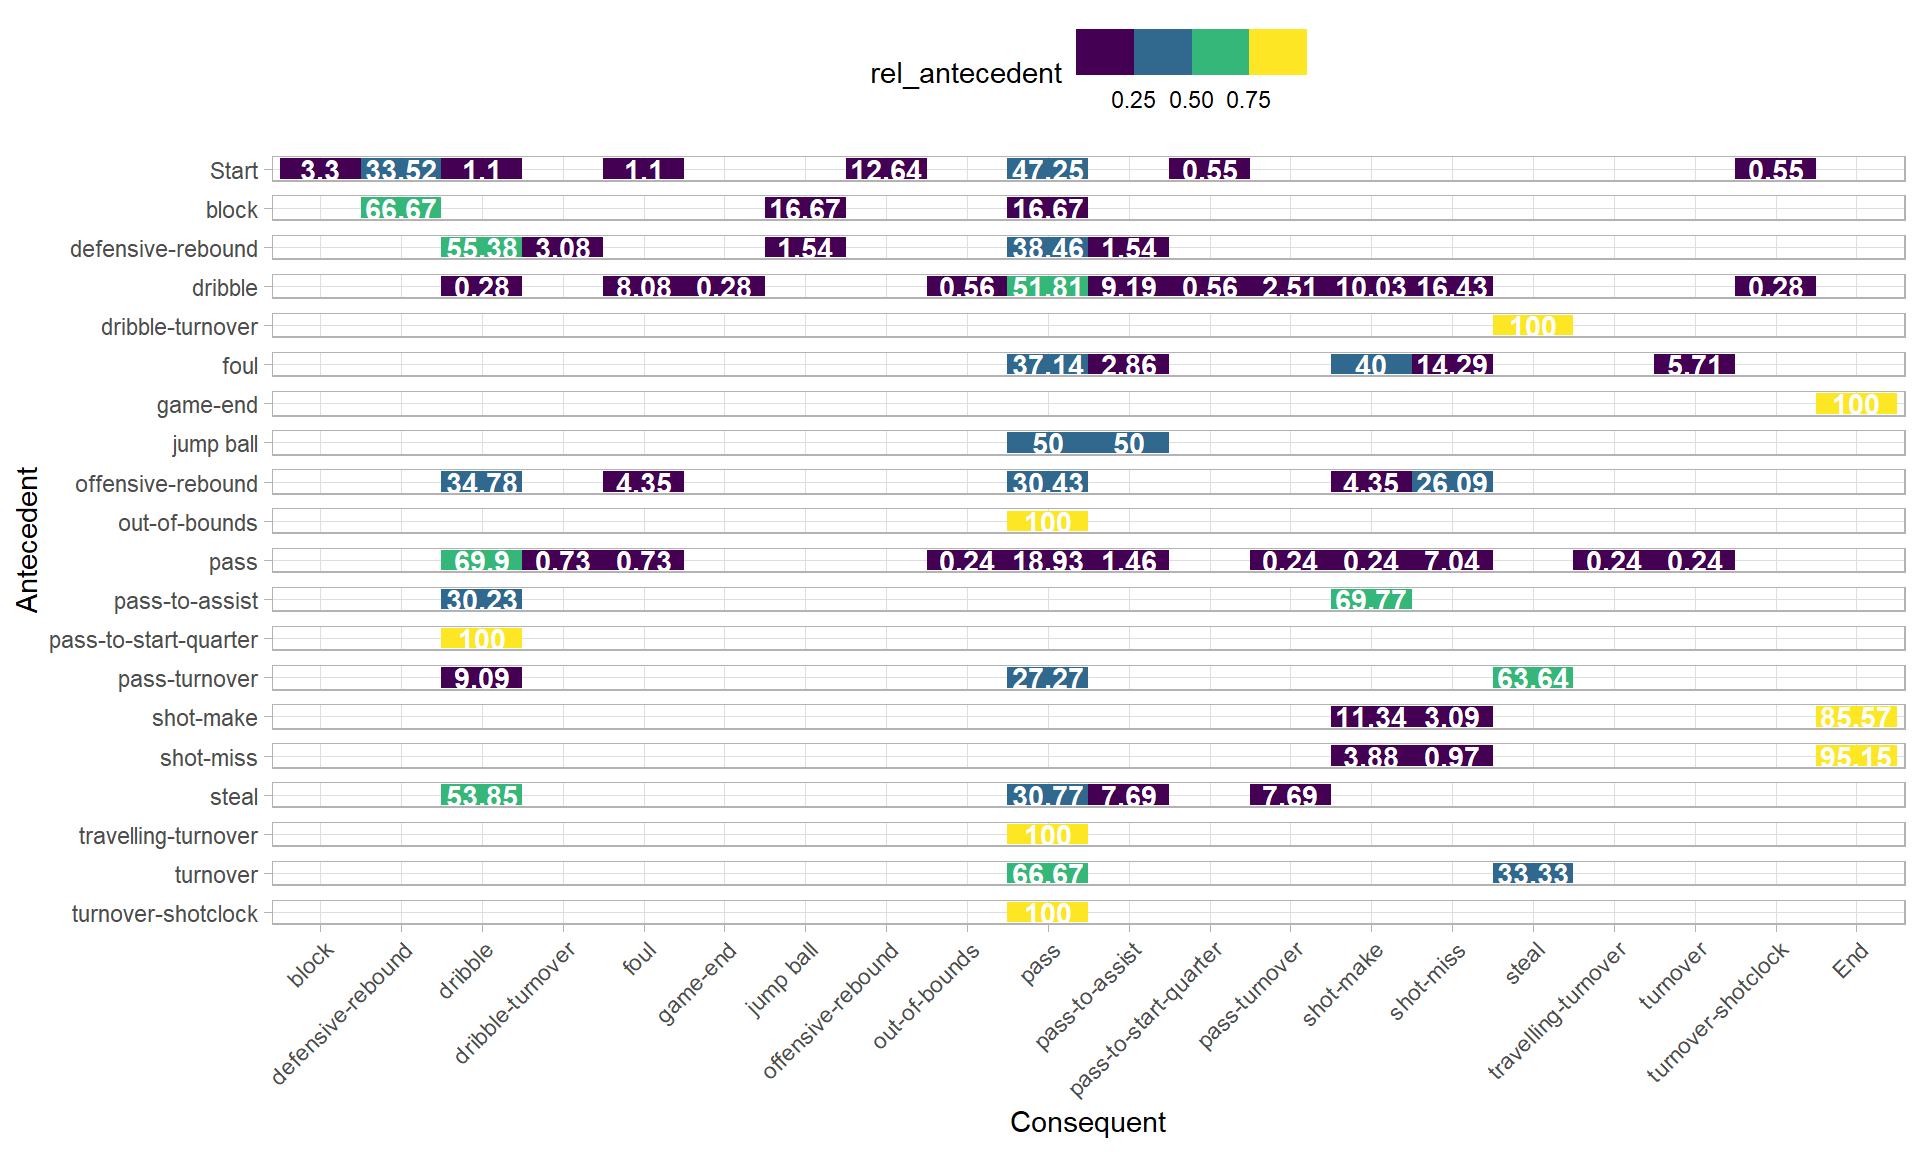 rel_antecedent
0.25 0.50 0.75
Start 3.3 33.52 1.1 1.1 12.64 47.25 0.55 0.55
block 66.67 16.67 16.67
defensive-rebound 55.38 3.08 1.54 38.46 1.54
dribble 0.28 8.08 0.28 0.56 51.81 9.19 0.56 2.51 10.03 16.43 0.28
dribble-turnover 100
foul 37.14 2.86 40 14.29 5.71
game-end 100
jump ball 50 50
offensive-rebound 34.78 4.35 30.43 4.35 26.09
out-of-bounds 100
pass 69.9 0.73 0.73 0.24 18.93 1.46 0.24 0.24 7.04 0.24 0.24
pass-to-assist 30.23 69.77
pass-to-start-quarter 100
pass-turnover 9.09 27.27 63.64
shot-make 11.34 3.09 85.57
shot-miss 3.88 0.97 95.15
steal 53.85 30.77 7.69 7.69
travelling-turnover 100
turnover 66.67 33.33
turnover-shotclock 100
Antecedent
block defensive-rebound dribble dribble-turnover foul game-end jump ball offensive-rebound out-of-bounds pass pass-to-assist pass-to-start-quarter pass-turnover shot-make shot-miss steal travelling-turnover turnover turnover-shotclock End
Consequent